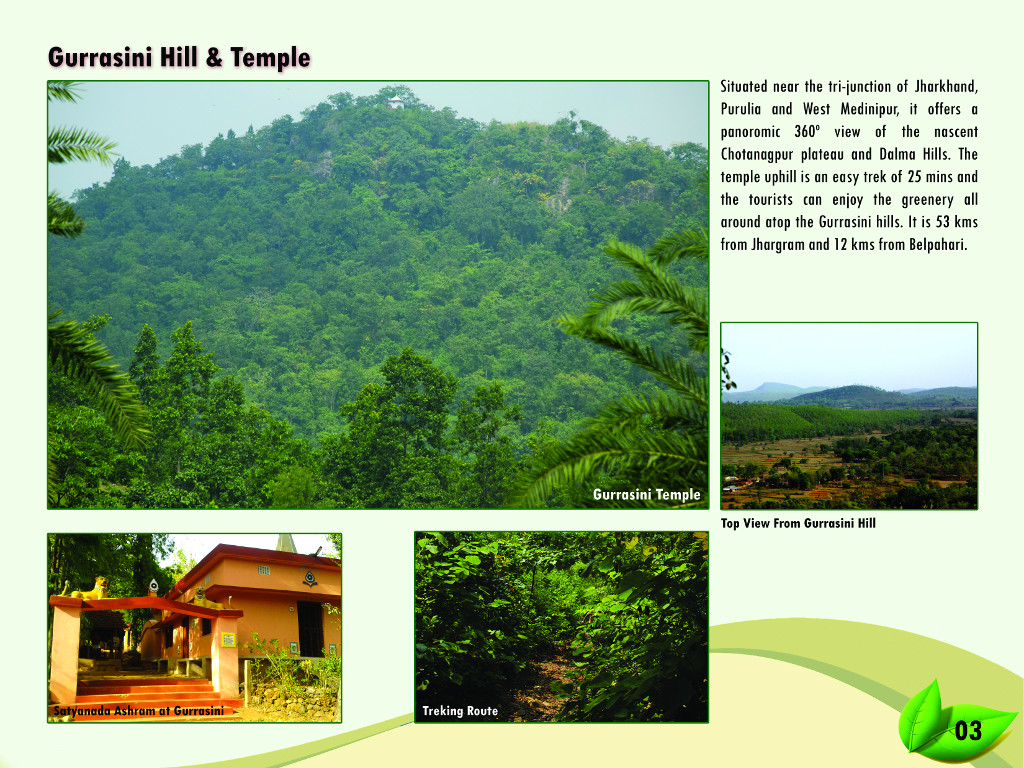 Gurrasini Hill & Temple
Situated near the tri-junction of Jharkhand,
Purulia and West Medinipur, it offers a
panoromic 360° view of the nascent
Chotanagpur plateau and Dalma Hills. The
temple uphill is an easy trek of 25 mins and
the tourists can enjoy the greenery all
around atop the Gurrasini hills. It is 53 kms
from Jhargram and 12 kms from Belpahari.
Gurrasini Temple
Top View From Gurrasini Hill
Satyanada Ashram at Gurrasini
Treking Route
03